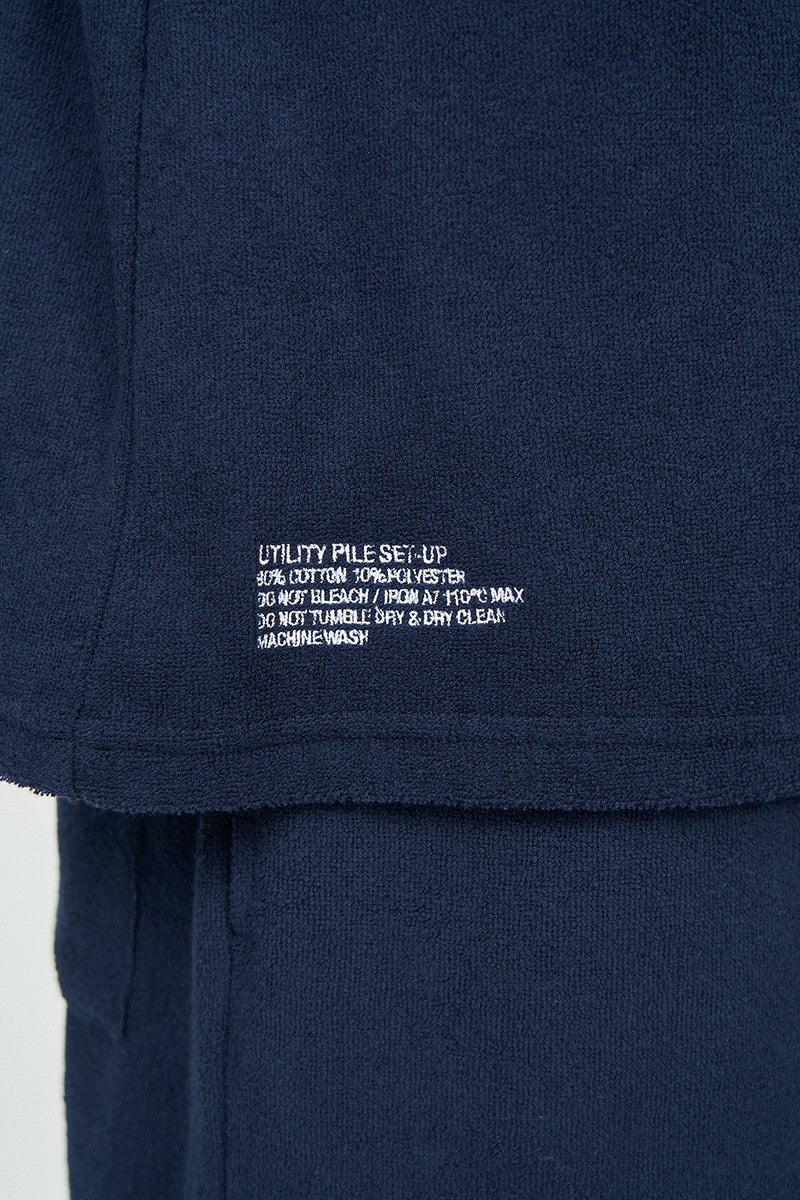 UTILITY PILE SET-UP
90% COTTON 10% POLYESTER
DO NOT BLEACH / IRON AT 110°C MAX
DO NOT TUMBLE DRY & DRY CLEAN
MACHINE WASH